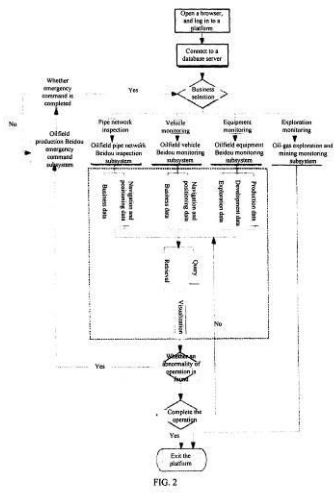 Open a browser,
and log in to a
platform
Connect to a
database server
Whether
emergency
command is
completed
Yes
Business
selection
No
Oilfield
production Beidou
emergency
command
subsystem
Pipe network
inspection
Oilfield pipe network
Beidou inspection
subsystem
Vehicle
monitoring
Oilfield vehicle
Beidou monitoring
subsystem
Equipment
monitoring
Oilfield equipment
Beidou monitoring
subsystem
Exploration
monitoring
Oil-gas exploration and
mining monitoring
subsystem
Business data
Navigation and
positioning data
Business data
Navigation and
positioning data
Exploration data
Development data
Production data
Retrieval
Query
Visualization
No
Whether an
abnormality of
operation is
found
Yes
Complete the
operation
Yes
Exit the
platform
FIG. 2